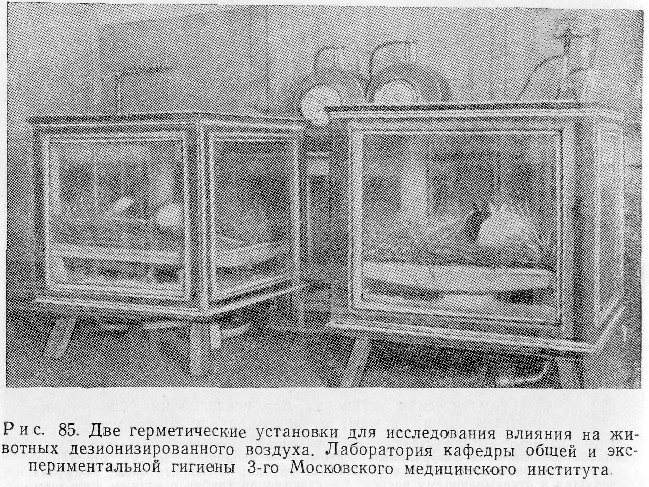 Рис. 85. Две герметические установки для исследования влияния на жи-
вотных дезионизированного воздуха. Лаборатория кафедры общей и экс-
периментальной гигиены 3-го Московского медицинского института.